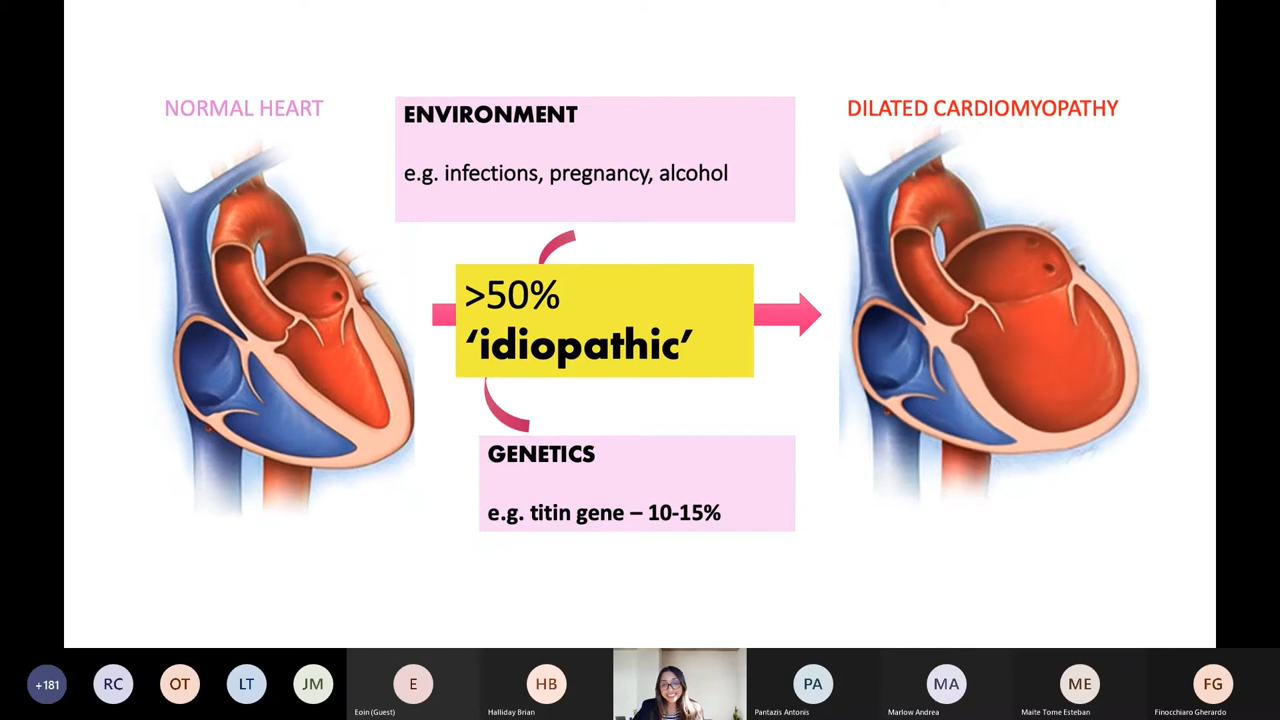 NORMAL HEART
ENVIRONMENT
DILATED CARDIOMYOPATHY
e.g. infections, pregnancy, alcohol
>50%
‘idiopathic’
GENETICS
e.g. titin gene – 10-15%
+181
RC
OT
LT
JM
E
HB
PA
MA
ME
FG
Eoin (Guest)
Halliday Brian
Pantazis Antonis
Marlow Andrea
Maite Tome Esteban
Finocchiaro Gherardo